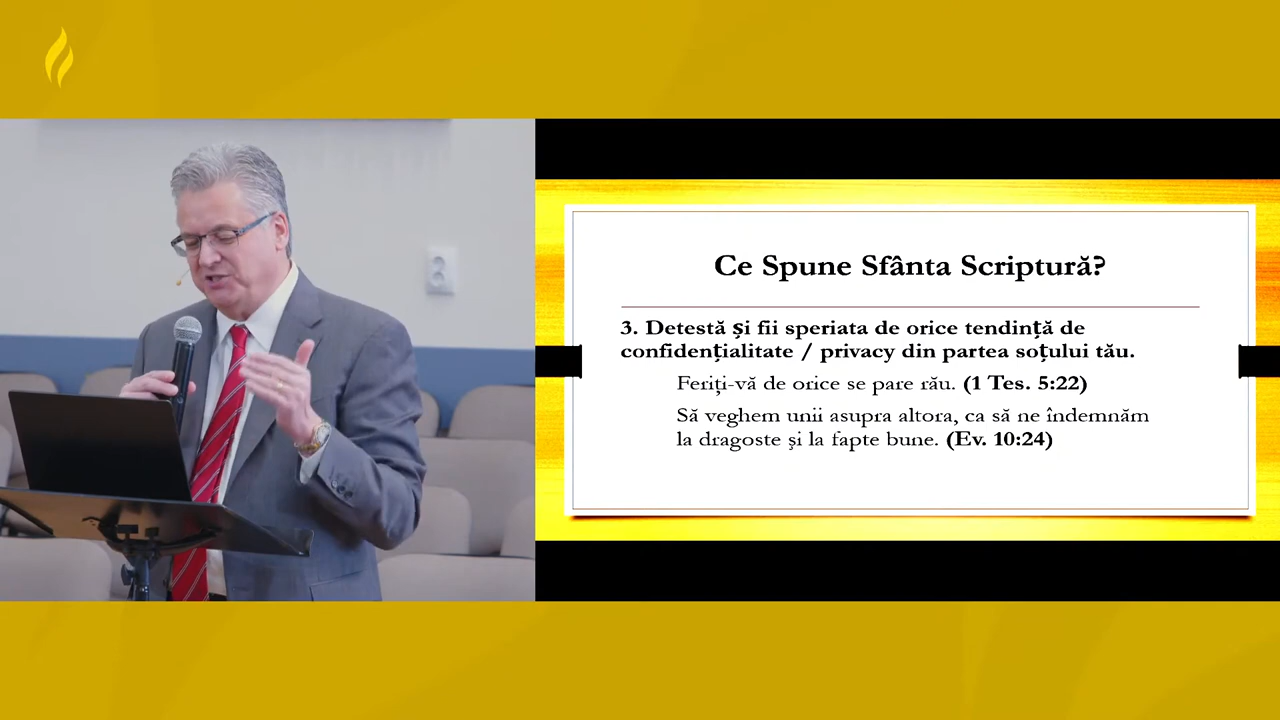 Ce Spune Sfânta Scriptură?
3. Detestă și fii speriata de orice tendință de
confidențialitate / privacy din partea soțului tău.
Feriți-vă de orice se pare rău. (1 Tes. 5:22)
Să veghem unii asupra altora, ca să ne îndemnăm
la dragoste şi la fapte bune. (Ev. 10:24)